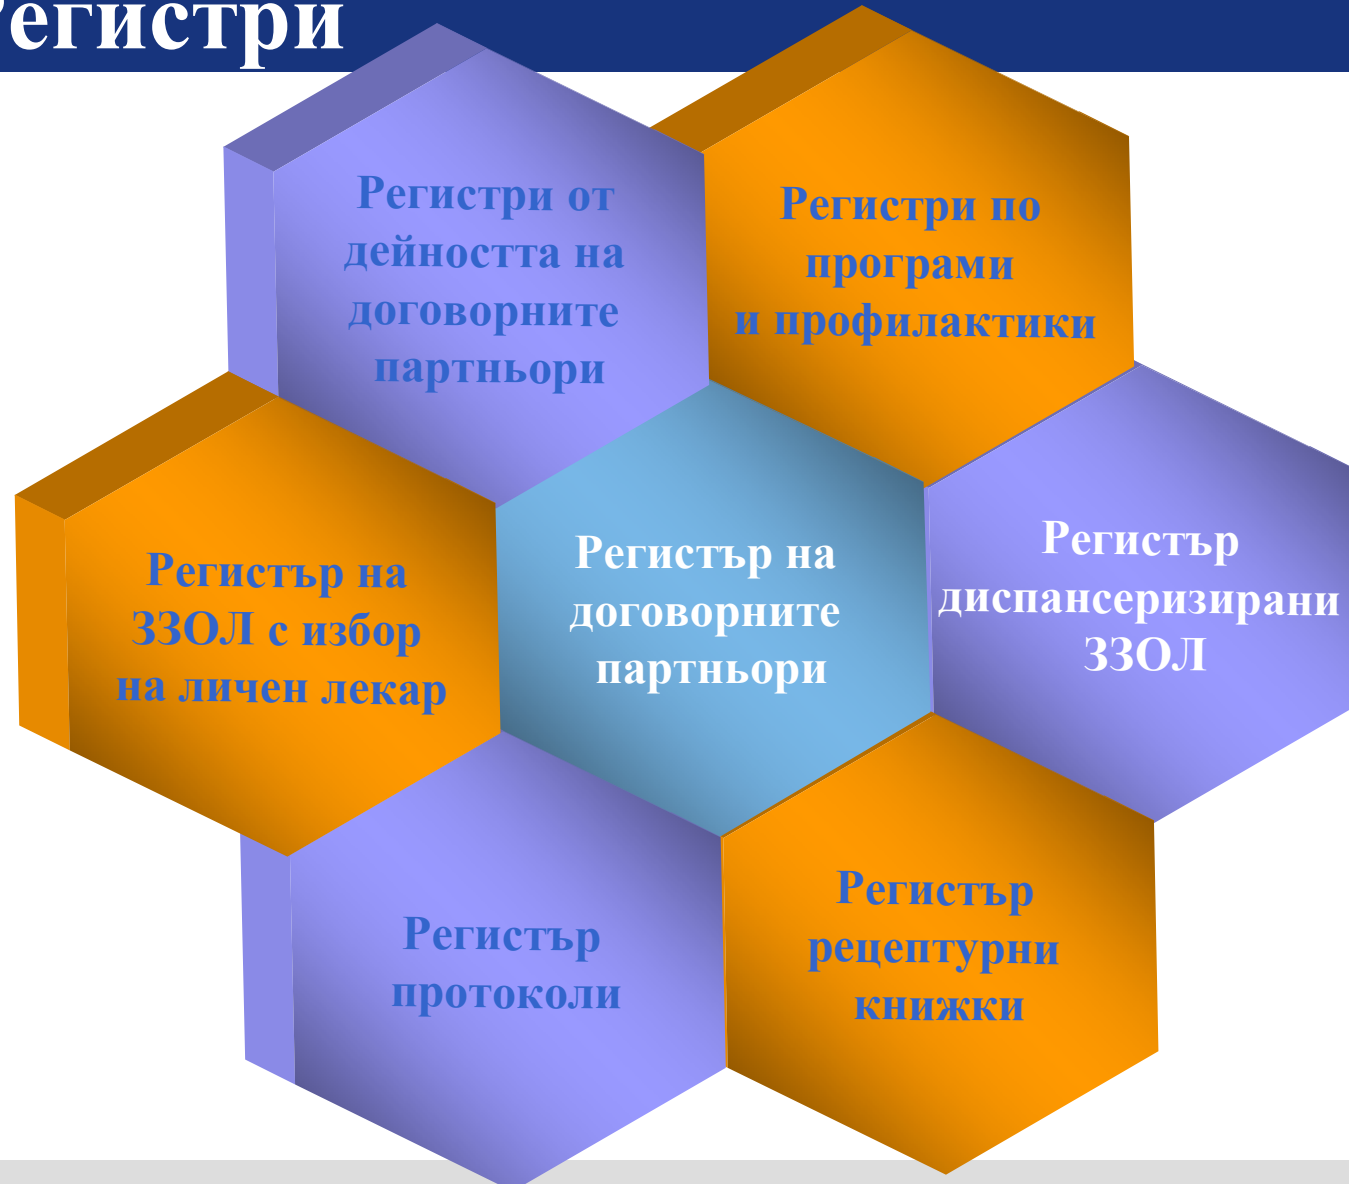 Регистри
Регистри от
дейността на
договорните
партньори
Регистри по
програми
и профилактики
Регистър на
ЗЗОЛ с избор
на личен лекар
Регистър на
договорните
партньори
Регистър
диспансеризирани
ЗЗОЛ
Регистър
протоколи
Регистър
рецептурни
книжки